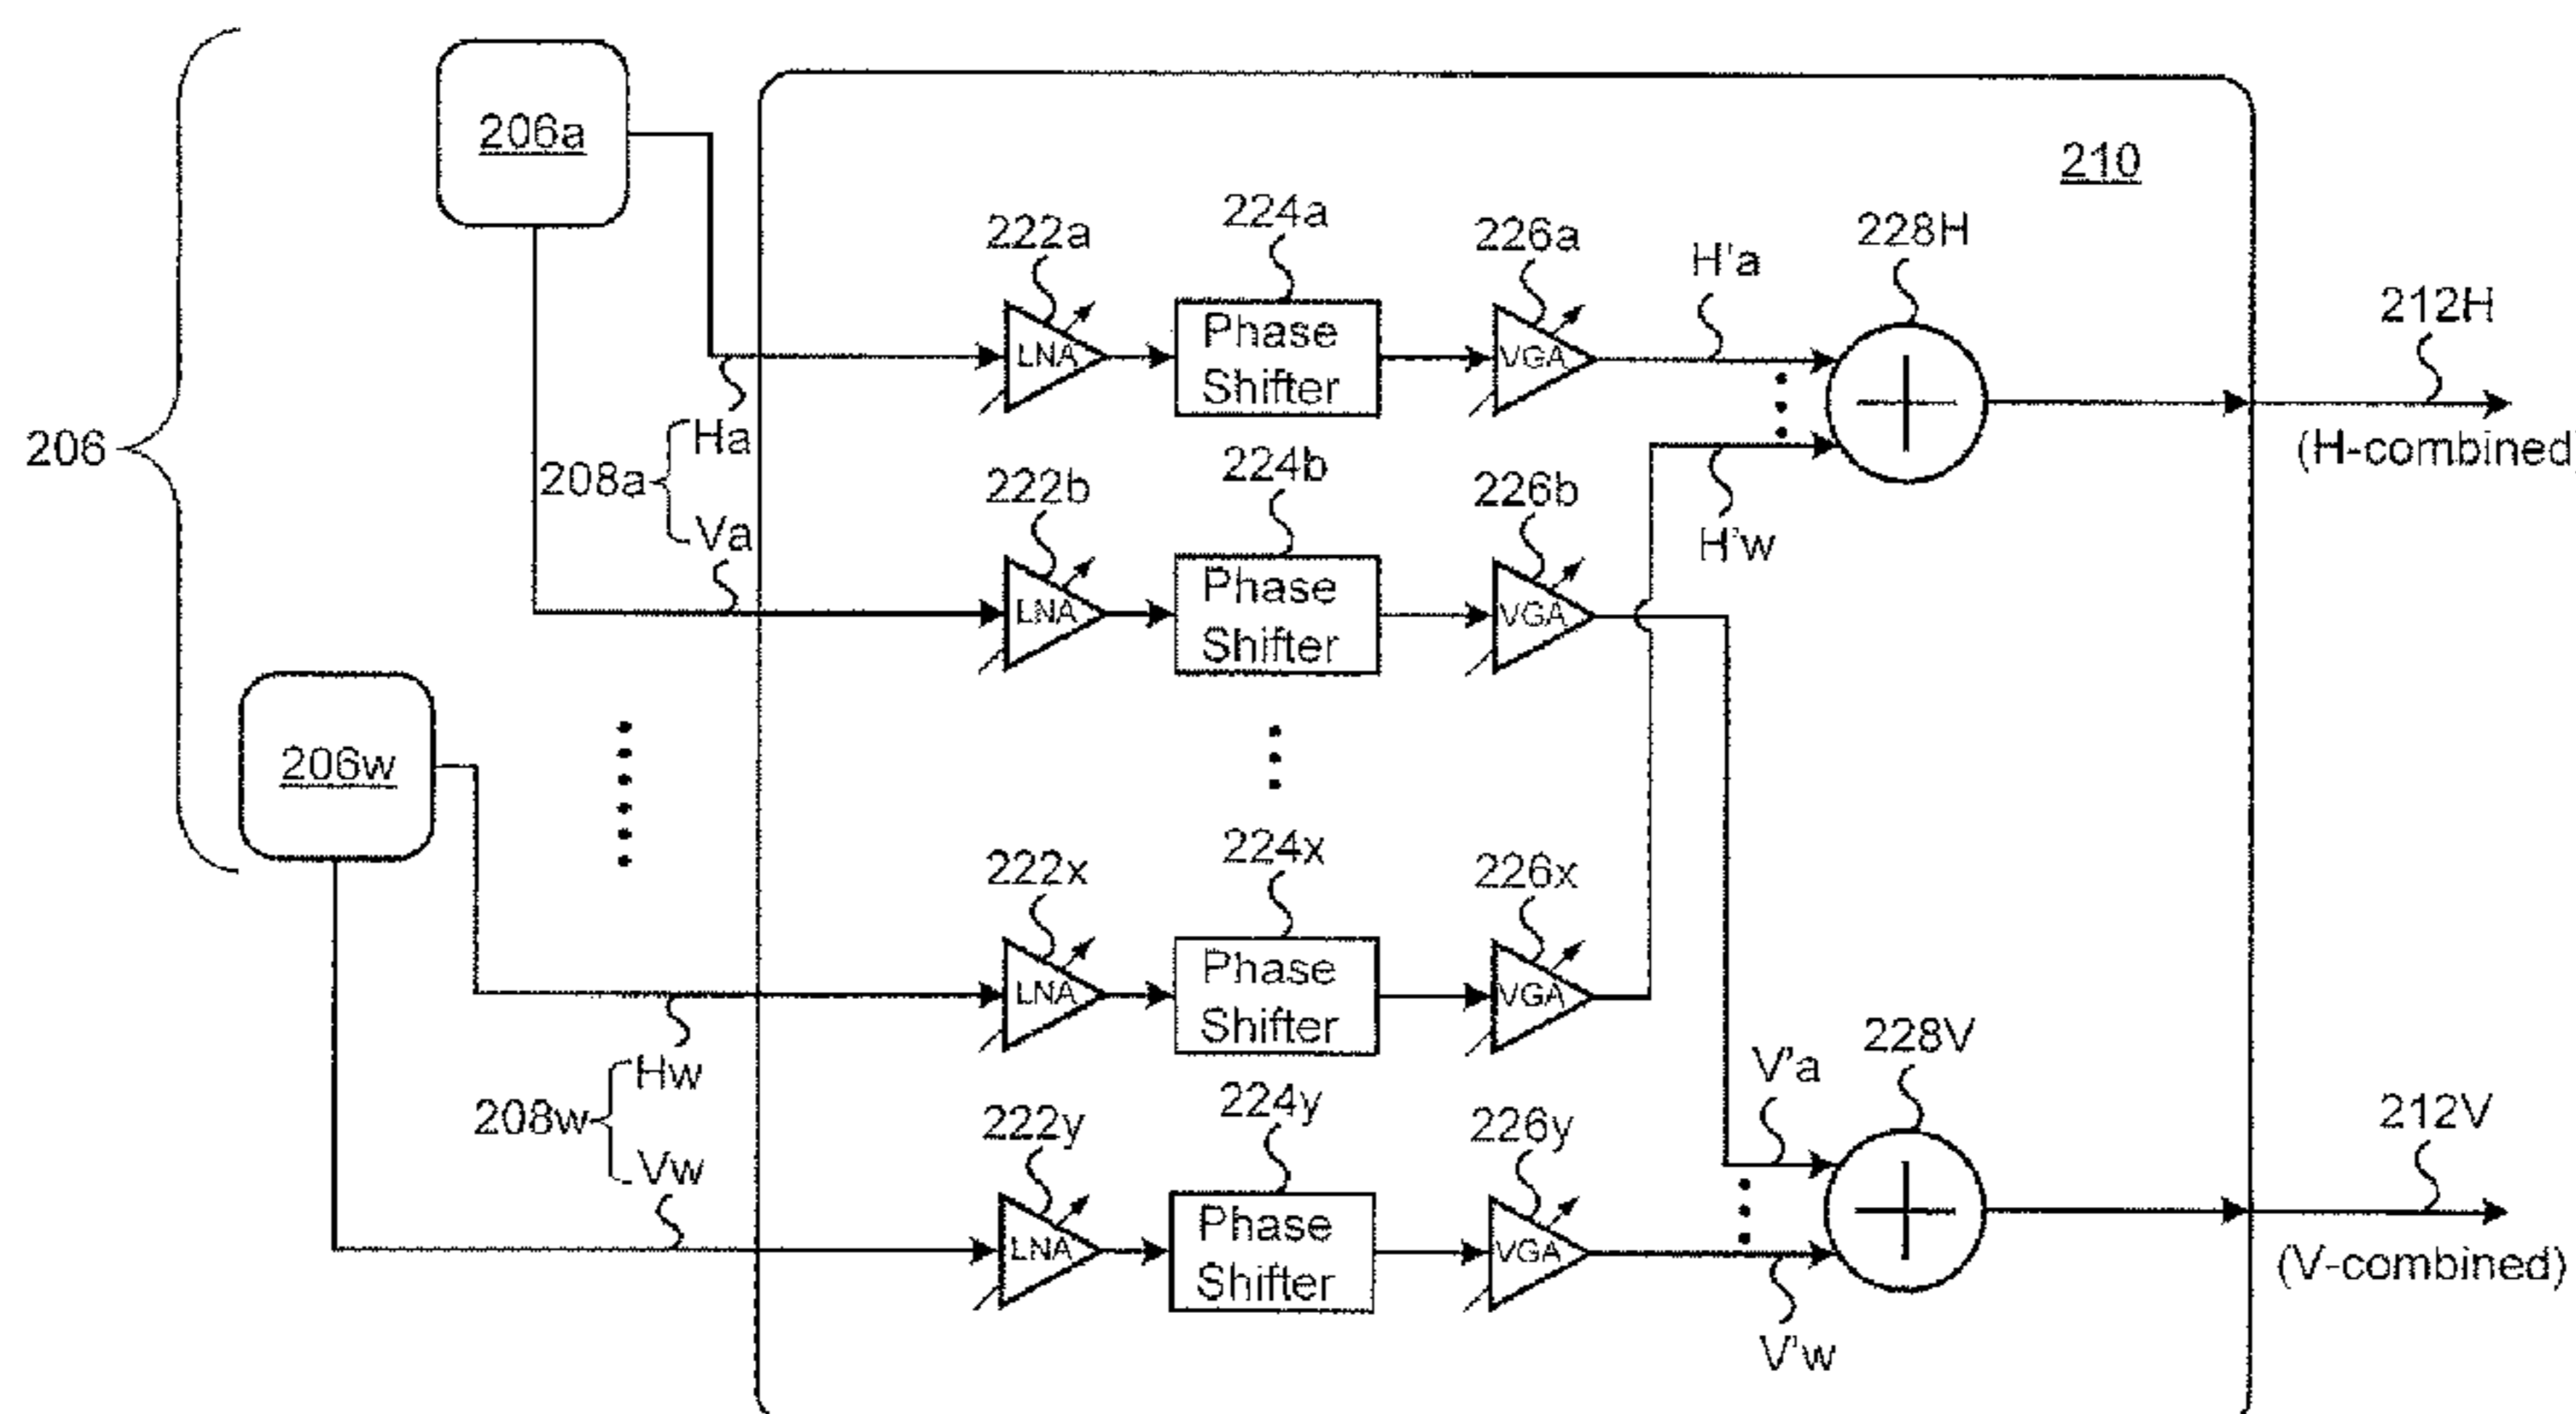 206a
210
222a
224a
226a
H'a
228H
212H
LNA
Phase
Shifter
VGA
(H-combined
206
208a
Ha
Va
222b
224b
226b
H'w
LNA
Phase
Shifter
VGA
206w
222x
224x
226x
LNA
Phase
Shifter
VGA
208w
Hw
Vw
222y
224y
226y
V'a
228V
212V
LNA
Phase
Shifter
VGA
(V-combined)
V'w